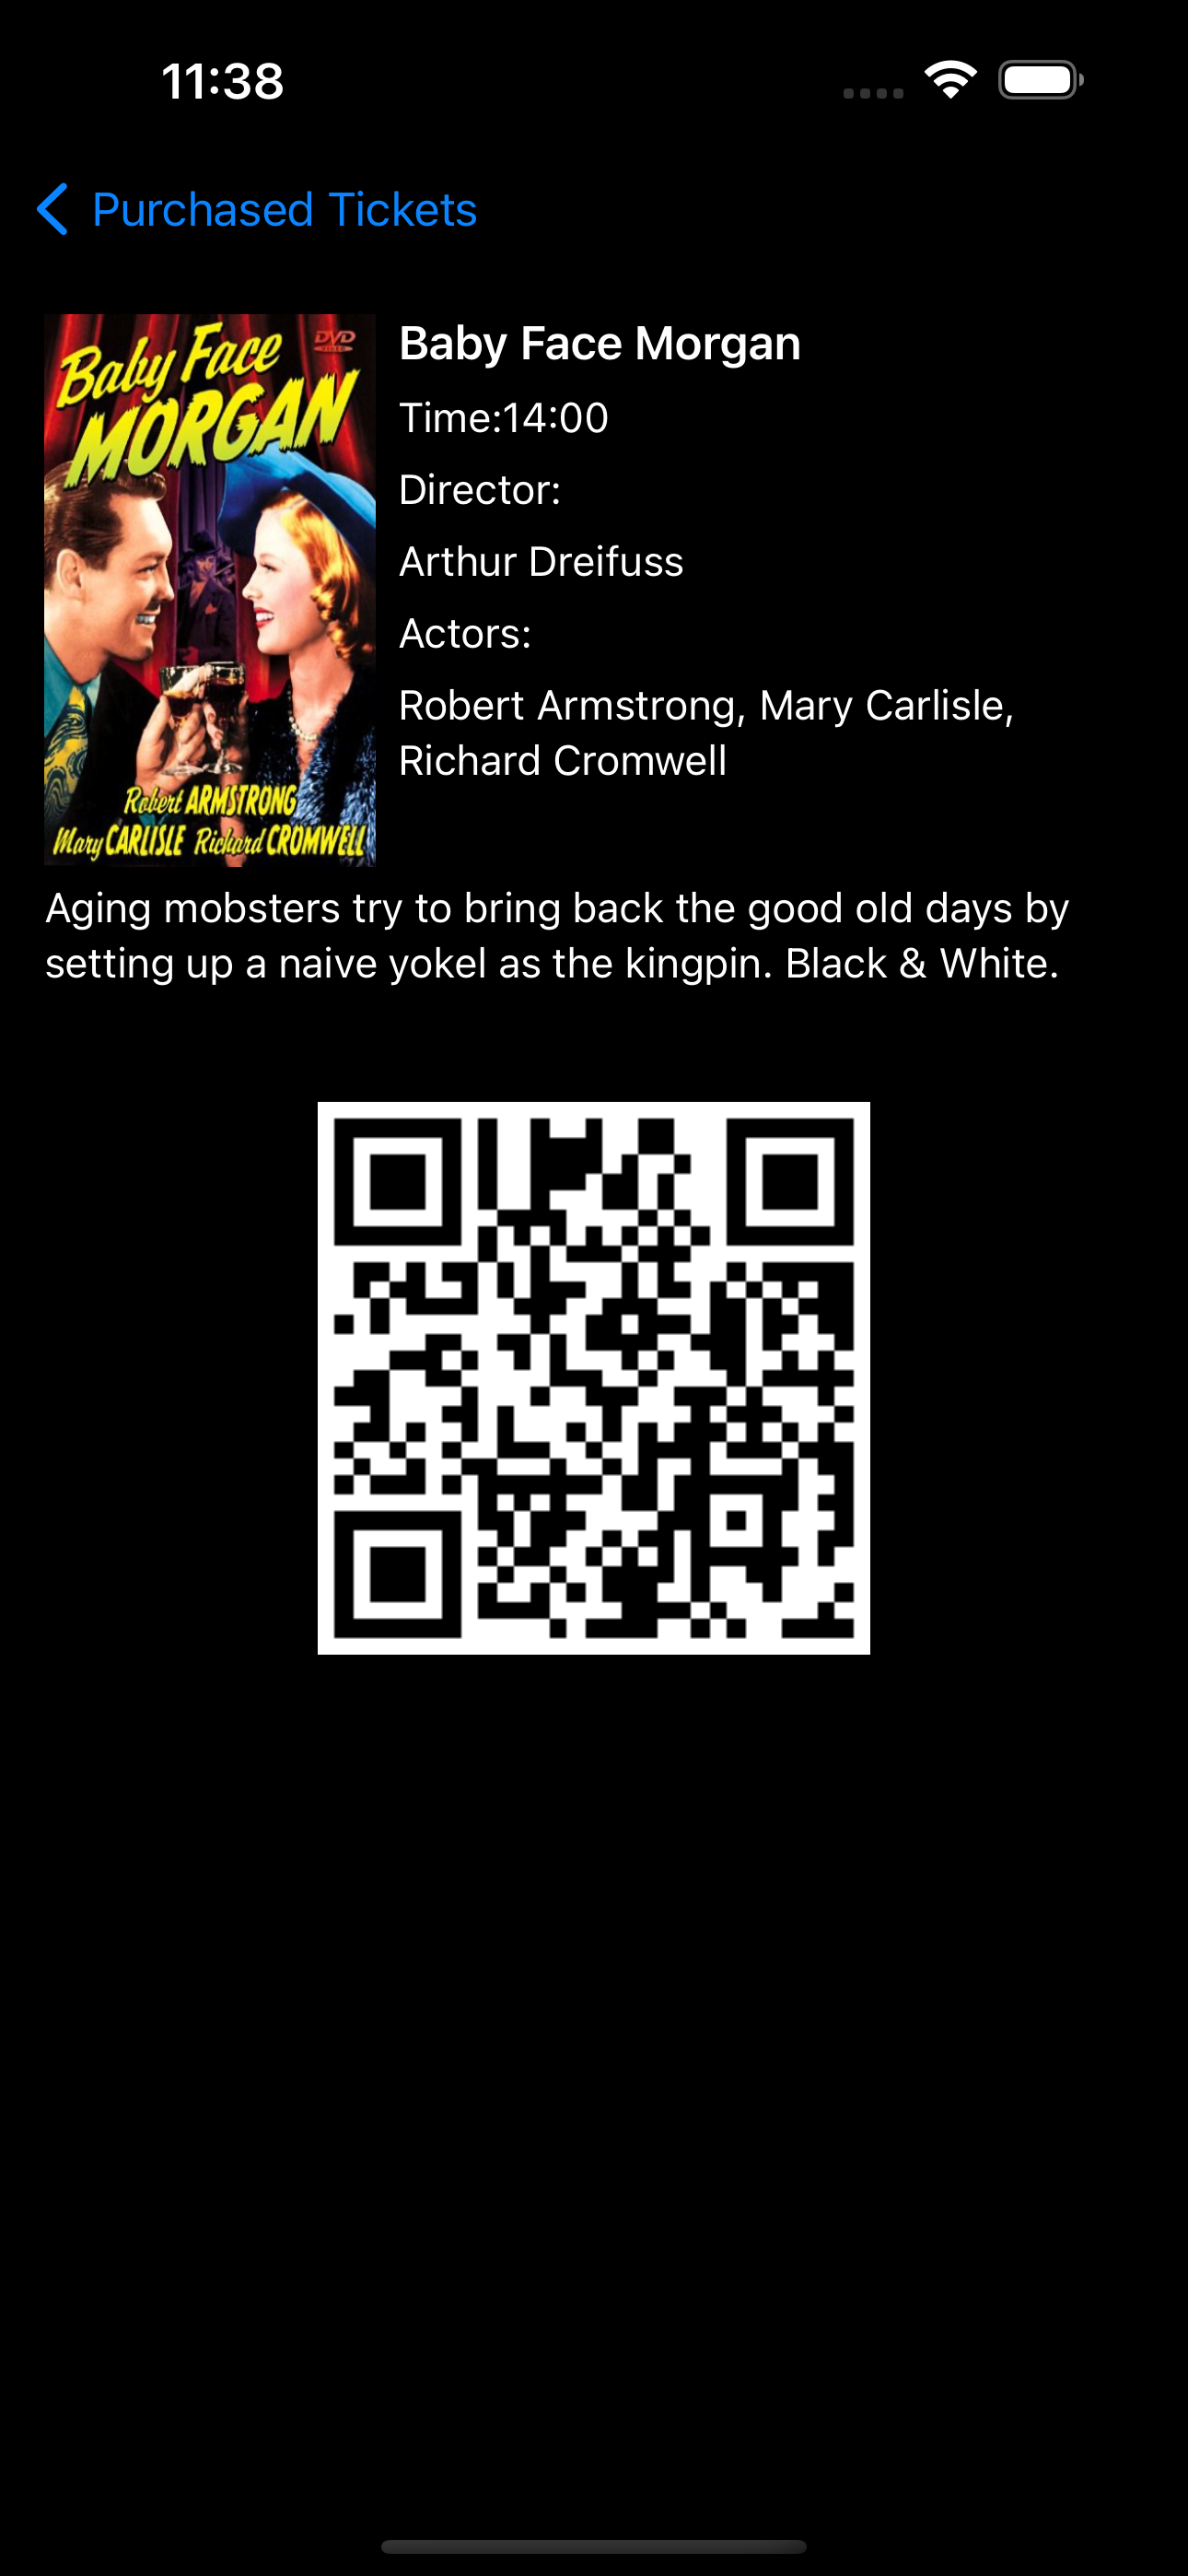 11:38
Purchased Tickets
Baby Face
DVD
VIDEO
MORGAN
Robert ARMSTRONG
Mary CARLISLE Richard CROMWELL
Baby Face Morgan
Time:14:00
Director:
Arthur Dreifuss
Actors:
Robert Armstrong, Mary Carlisle,
Richard Cromwell
Aging mobsters try to bring back the good old days by
setting up a naive yokel as the kingpin. Black & White.